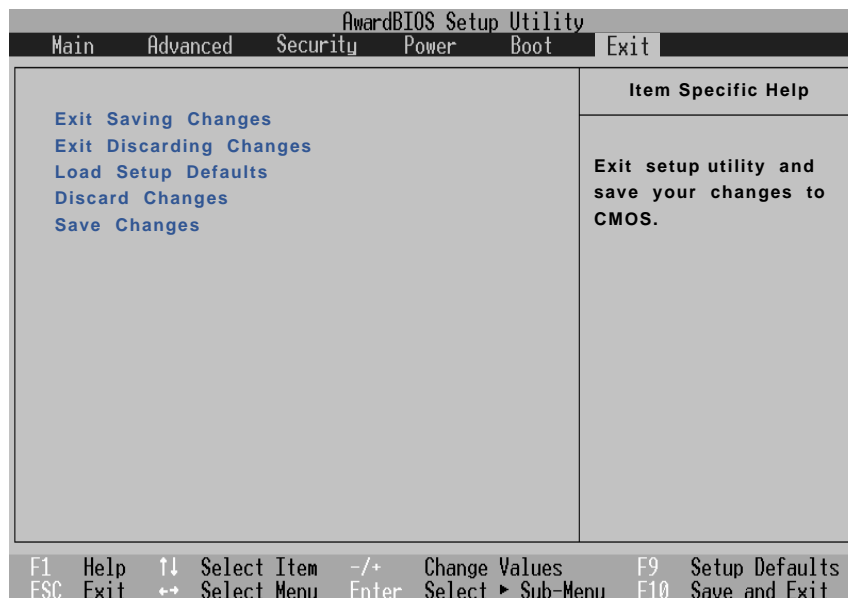 AwardBIOS Setup Utility
Main Advanced Security Power Boot Exit
Item Specific Help
Exit Saving Changes
Exit Discarding Changes
Load Setup Defaults
Discard Changes
Save Changes
Exit setup utility and
save your changes to
CMOS.
F1 Help ↑↓ Select Item -/+ Change Values F9 Setup Defaults
ESC Exit ←→ Select Menu Enter Select ► Sub-Menu F10 Save and Exit